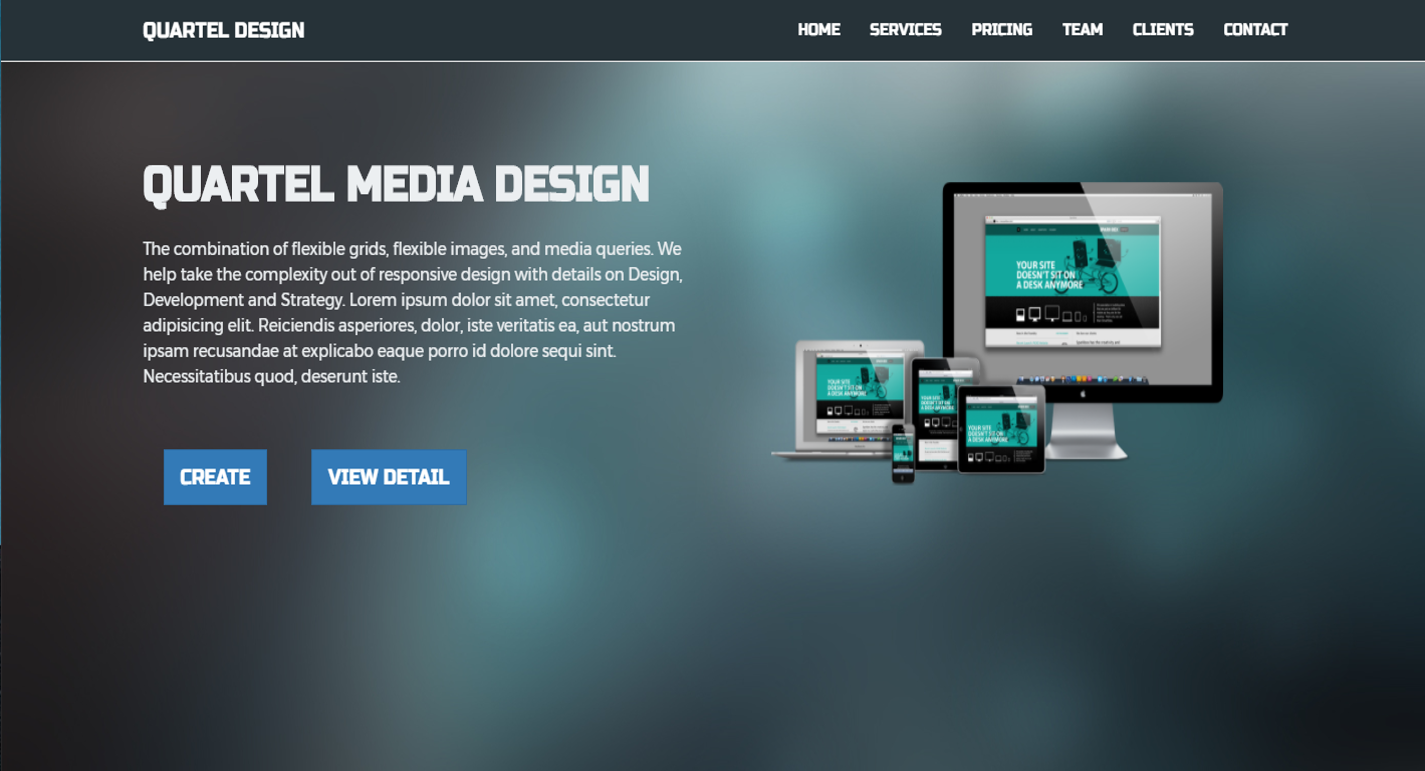 QUARTEL DESIGN
HOME SERVICES PRICING TEAM CLIENTS CONTACT
QUARTEL MEDIA DESIGN
The combination of flexible grids, flexible images, and media queries. We
help take the complexity out of responsive design with details on Design,
Development and Strategy. Lorem ipsum dolor sit amet, consectetur
adipisicing elit. Reiciendis asperiores, dolor, iste veritatis ea, aut nostrum
ipsam recusandae at explicabo eaque porro id dolore sequi sint.
Necessitatibus quod, deserunt iste.
CREATE VIEW DETAIL
YOUR SITE
DOESN'T SIT ON
A DESK ANYMORE
YOUR SITE
DOESN'T SIT ON
A DESK ANYMORE
YOUR SITE
DOESN'T SIT ON
A DESK ANYMORE
YOUR SITE
DOESN'T SIT ON
A DESK ANYMORE